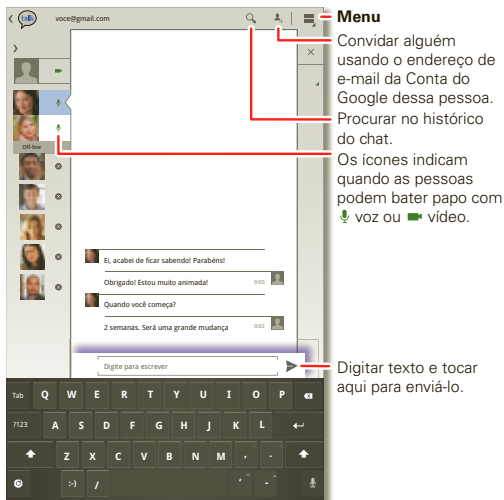 talk
voce@gmail.com
Off-line
Ei, acabei de ficar sabendo! Parabéns!
Obrigado! Estou muito animada! 9:00
Quando você começa?
2 semanas. Será uma grande mudança 9:02
Digite para escrever
Tab Q W E R T Y U I O P
?123 A S D F G H J K L
Z X C V B N M , .
:-) / ' -
Menu
Convidar alguém
usando o endereço de
e-mail da Conta do
Google dessa pessoa.
Procurar no histórico
do chat.
Os ícones indicam
quando as pessoas
podem bater papo com
voz ou vídeo.
Digitar texto e tocar
aqui para enviá-lo.